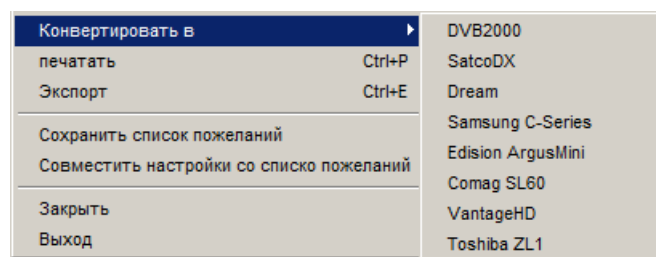 Конвертировать в
печатать Ctrl+P
Экспорт Ctrl+E
Сохранить список пожеланий
Совместить настройки со списко пожеланий
Закрыть
Выход
DVB2000
SatcoDX
Dream
Samsung C-Series
Edision ArgusMini
Comag SL60
VantageHD
Toshiba ZL1